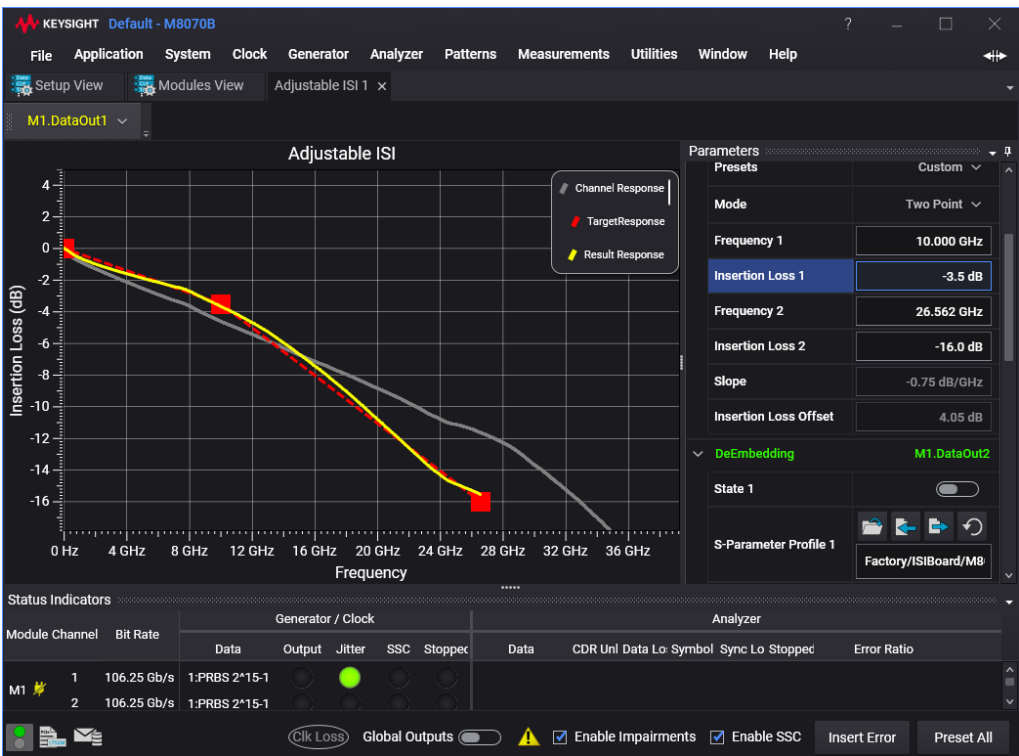 KEYSIGHT Default - M8070B ?
File Application System Clock Generator Analyzer Patterns Measurements Utilities Window Help
Setup View Modules View Adjustable ISI 1
M1.DataOut1
Adjustable ISI
4
2
0
-2
-4
-6
-8
-10
-12
-14
-16
Insertion Loss (dB)
Channel Response
TargetResponse
Result Response
0 Hz 4 GHz 8 GHz 12 GHz 16 GHz 20 GHz 24 GHz 28 GHz 32 GHz 36 GHz
Frequency
Parameters
Presets Custom
Mode Two Point
Frequency 1 10.000 GHz
Insertion Loss 1 -3.5 dB
Frequency 2 26.562 GHz
Insertion Loss 2 -16.0 dB
Slope -0.75 dB/GHz
Insertion Loss Offset 4.05 dB
DeEmbedding M1.DataOut2
State 1
S-Parameter Profile 1
Factory/ISIBoard/M8
Status Indicators
Generator / Clock Analyzer
Module Channel Bit Rate
Data Output Jitter SSC Stopped Data CDR Unl Data Lo: Symbol Sync Lo Stopped Error Ratio
M1 1 106.25 Gb/s 1:PRBS 2^15-1
2 106.25 Gb/s 1:PRBS 2^15-1
Clk Loss Global Outputs Enable Impairments Enable SSC Insert Error Preset All